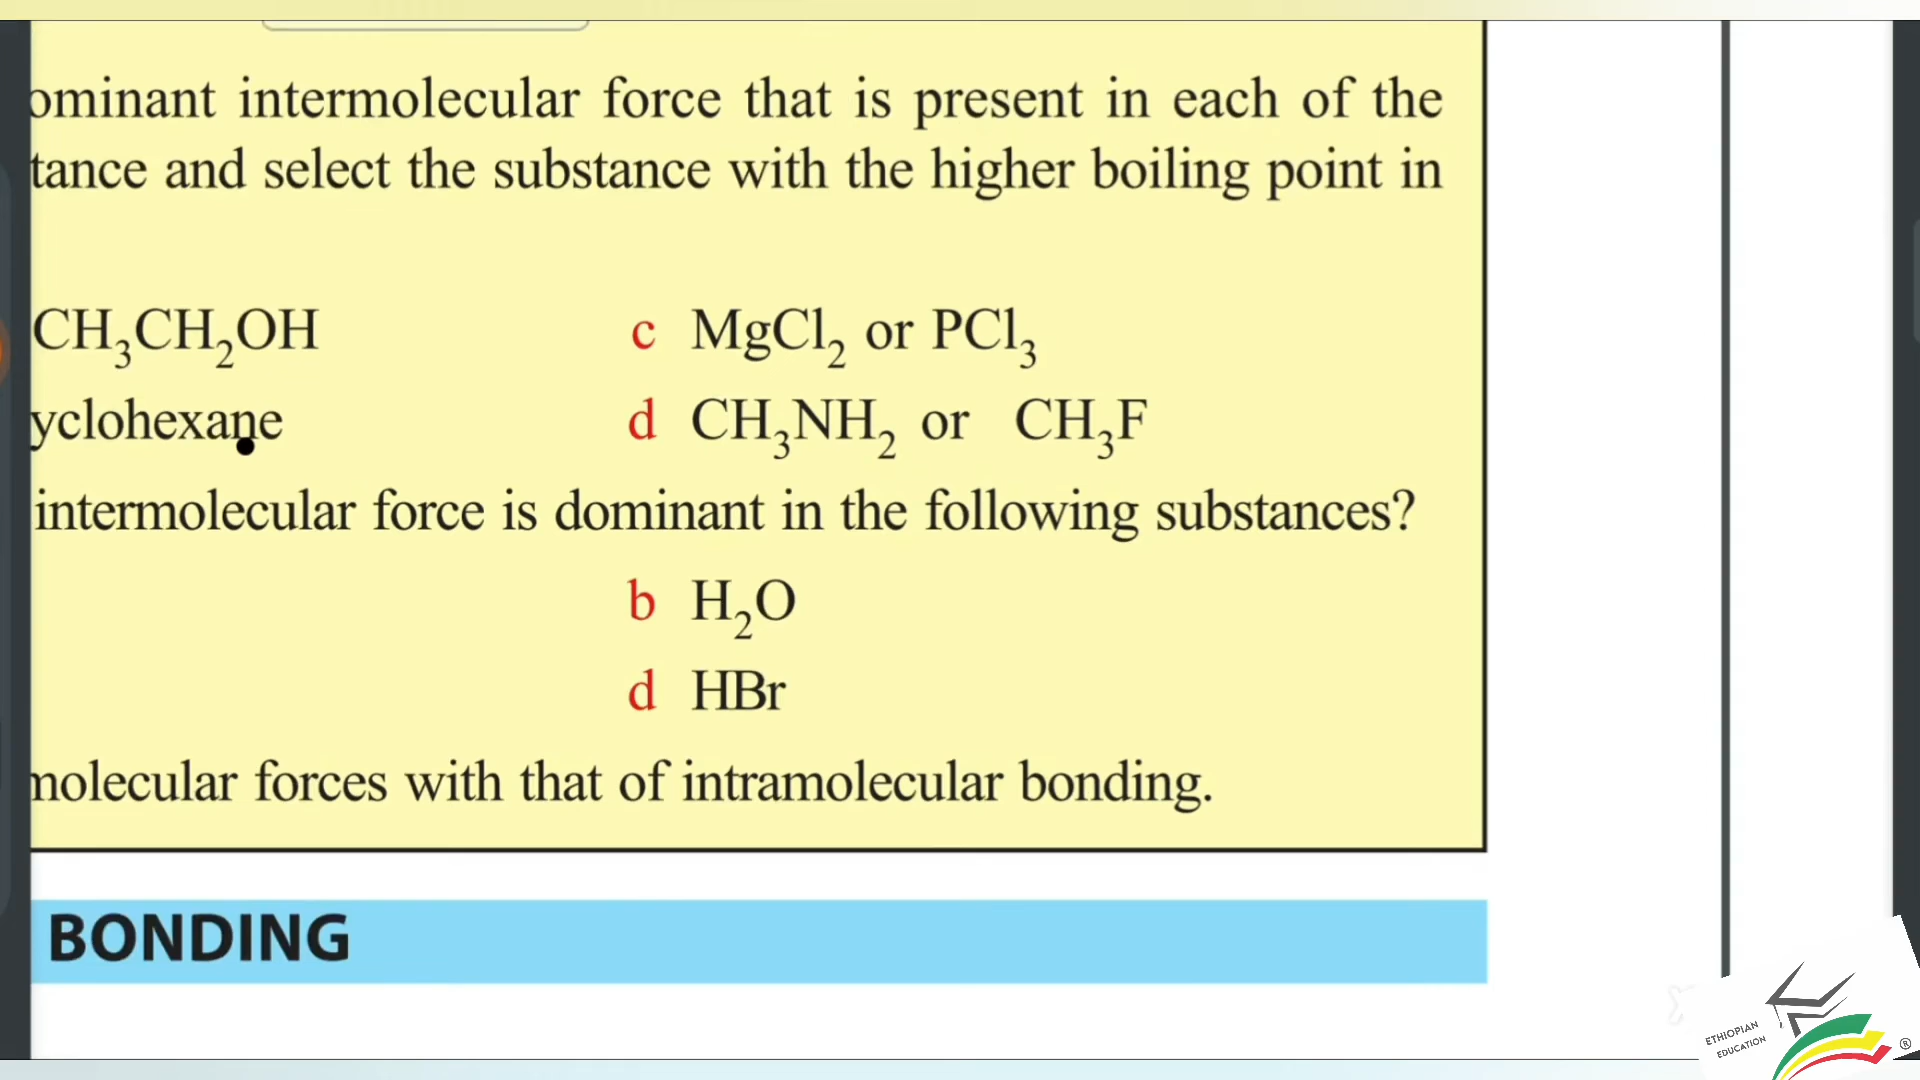 ominant intermolecular force that is present in each of the
tance and select the substance with the higher boiling point in
CH₃CH₂OH c MgCl₂ or PCl₃
yclohexane d CH₃NH₂ or CH₃F
intermolecular force is dominant in the following substances?
b H₂O
d HBr
molecular forces with that of intramolecular bonding.
BONDING
ETHIOPIAN
EDUCATION
®